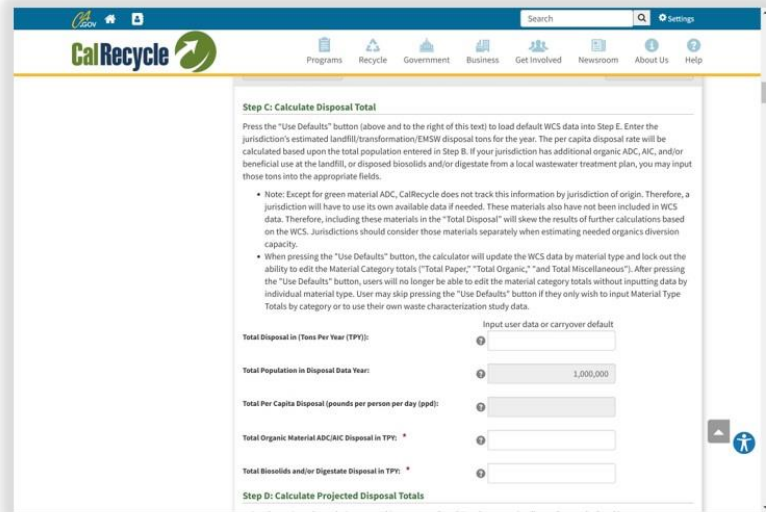 CA.GOV
Search
Settings
CalRecycle
Programs
Recycle
Government
Business
Get Involved
Newsroom
About Us
Help
Step C: Calculate Disposal Total
Press the "Use Defaults" button (above and to the right of this text) to load default WCS data into Step E. Enter the
jurisdiction's estimated landfill/transformation/EMSW disposal tons for the year. The per capita disposal rate will be
calculated based upon the total population entered in Step B. If your jurisdiction has additional organic ADC, AIC, and/or
beneficial use at the landfill, or disposed biosolids and/or digestate from a local wastewater treatment plan, you may input
those tons into the appropriate fields.
• Note: Except for green material ADC, CalRecycle does not track this information by jurisdiction of origin. Therefore, a
jurisdiction will have to use its own available data if needed. These materials also have not been included in WCS
data. Therefore, including these materials in the "Total Disposal" will skew the results of further calculations based
on the WCS. Jurisdictions should consider those materials separately when estimating needed organics diversion
capacity.
• When pressing the "Use Defaults" button, the calculator will update the WCS data by material type and lock out the
ability to edit the Material Category totals ("Total Paper," "Total Organic," "and Total Miscellaneous"). After pressing
the "Use Defaults" button, users will no longer be able to edit the material category totals without inputting data by
individual material type. User may skip pressing the "Use Defaults" button if they only wish to input Material Type
Totals by category or to use their own waste characterization study data.
Input user data or carryover default
Total Disposal in (Tons Per Year (TPY)):
Total Population in Disposal Data Year: 1,000,000
Total Per Capita Disposal (pounds per person per day (ppd):
Total Organic Material ADC/AIC Disposal in TPY: *
Total Biosolids and/or Digestate Disposal in TPY: *
Step D: Calculate Projected Disposal Totals